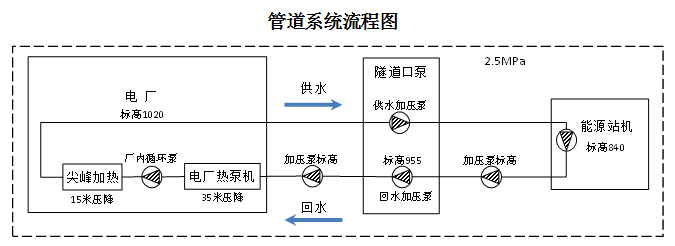 管道系统流程图
2.5MPa
电 厂
标高1020
供水
隧道口泵
供水加压泵
能源站机
标高840
厂内循环泵
加压泵标高
标高955
加压泵标高
尖峰加热
电厂热泵机
15米压降
35米压降
回水加压泵
回水